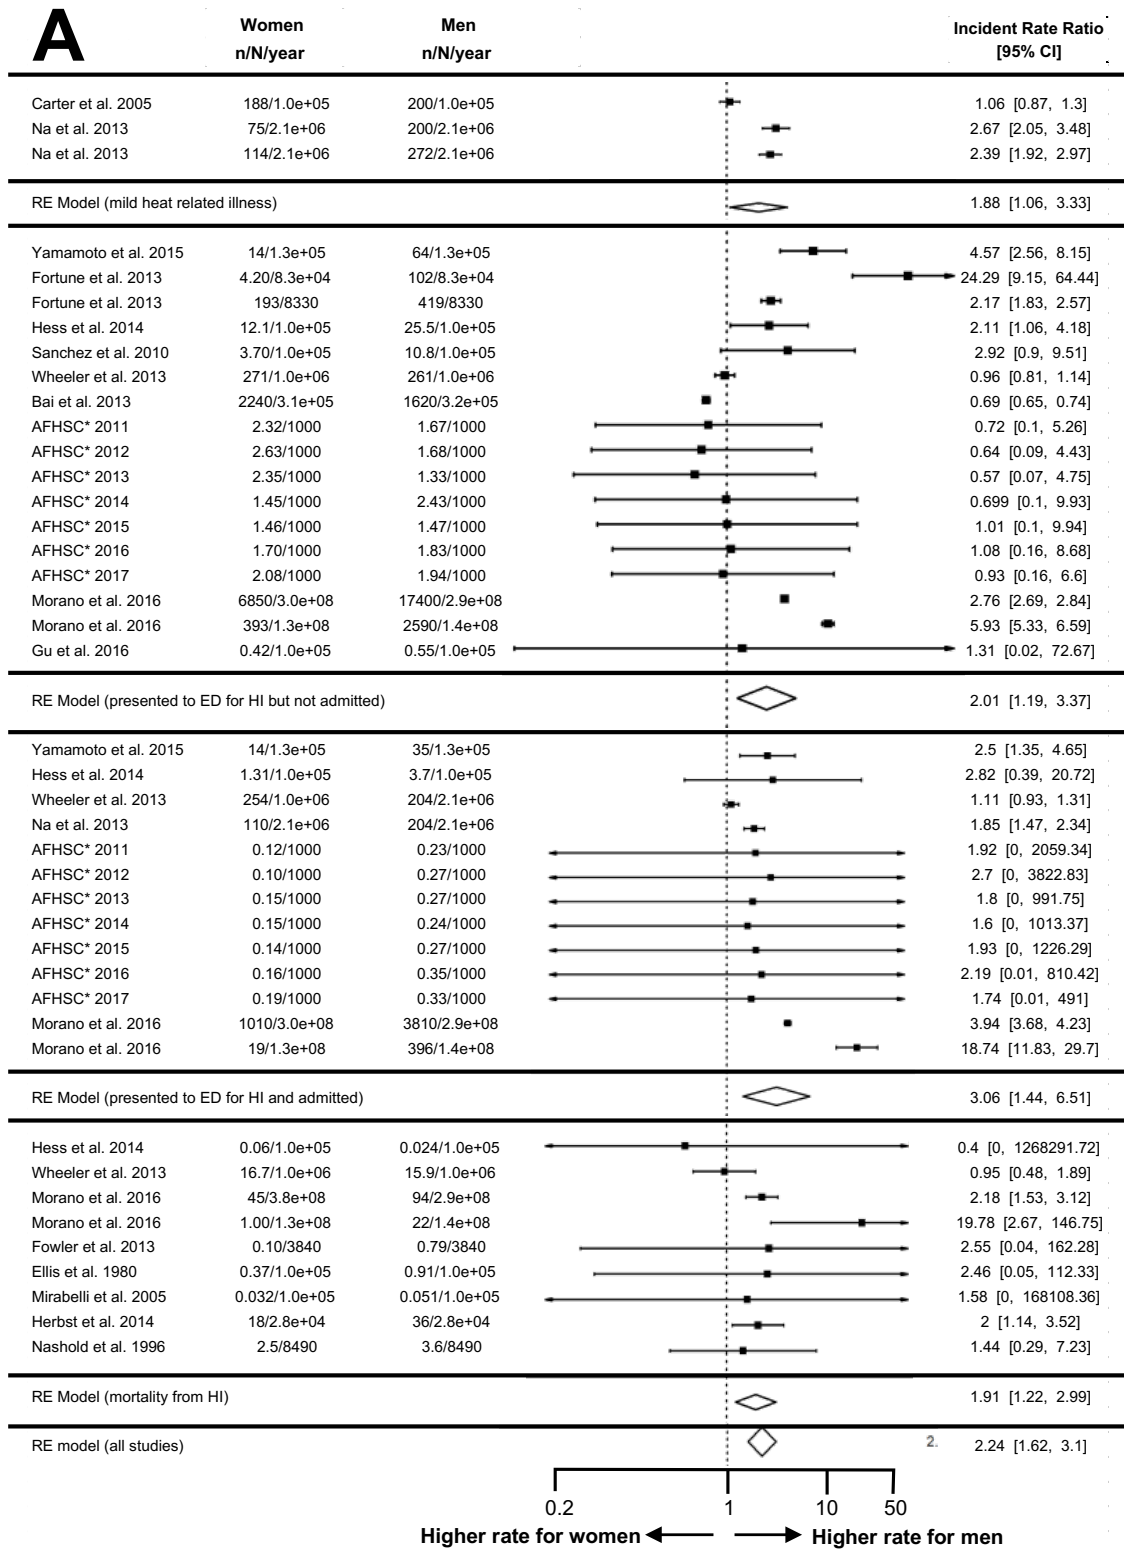 A
Women Men Incident Rate Ratio
n/N/year n/N/year [95% CI]
Carter et al. 2005 188/1.0e+05 200/1.0e+05 1.06 [0.87, 1.3]
Na et al. 2013 75/2.1e+06 200/2.1e+06 2.67 [2.05, 3.48]
Na et al. 2013 114/2.1e+06 272/2.1e+06 2.39 [1.92, 2.97]
RE Model (mild heat related illness) 1.88 [1.06, 3.33]
Yamamoto et al. 2015 14/1.3e+05 64/1.3e+05 4.57 [2.56, 8.15]
Fortune et al. 2013 4.20/8.3e+04 102/8.3e+04 24.29 [9.15, 64.44]
Fortune et al. 2013 193/8330 419/8330 2.17 [1.83, 2.57]
Hess et al. 2014 12.1/1.0e+05 25.5/1.0e+05 2.11 [1.06, 4.18]
Sanchez et al. 2010 3.70/1.0e+05 10.8/1.0e+05 2.92 [0.9, 9.51]
Wheeler et al. 2013 271/1.0e+06 261/1.0e+06 0.96 [0.81, 1.14]
Bai et al. 2013 2240/3.1e+05 1620/3.2e+05 0.69 [0.65, 0.74]
AFHSC* 2011 2.32/1000 1.67/1000 0.72 [0.1, 5.26]
AFHSC* 2012 2.63/1000 1.68/1000 0.64 [0.09, 4.43]
AFHSC* 2013 2.35/1000 1.33/1000 0.57 [0.07, 4.75]
AFHSC* 2014 1.45/1000 2.43/1000 0.699 [0.1, 9.93]
AFHSC* 2015 1.46/1000 1.47/1000 1.01 [0.1, 9.94]
AFHSC* 2016 1.70/1000 1.83/1000 1.08 [0.16, 8.68]
AFHSC* 2017 2.08/1000 1.94/1000 0.93 [0.16, 6.6]
Morano et al. 2016 6850/3.0e+08 17400/2.9e+08 2.76 [2.69, 2.84]
Morano et al. 2016 393/1.3e+08 2590/1.4e+08 5.93 [5.33, 6.59]
Gu et al. 2016 0.42/1.0e+05 0.55/1.0e+05 1.31 [0.02, 72.67]
RE Model (presented to ED for HI but not admitted) 2.01 [1.19, 3.37]
Yamamoto et al. 2015 14/1.3e+05 35/1.3e+05 2.5 [1.35, 4.65]
Hess et al. 2014 1.31/1.0e+05 3.7/1.0e+05 2.82 [0.39, 20.72]
Wheeler et al. 2013 254/1.0e+06 204/2.1e+06 1.11 [0.93, 1.31]
Na et al. 2013 110/2.1e+06 204/2.1e+06 1.85 [1.47, 2.34]
AFHSC* 2011 0.12/1000 0.23/1000 1.92 [0, 2059.34]
AFHSC* 2012 0.10/1000 0.27/1000 2.7 [0, 3822.83]
AFHSC* 2013 0.15/1000 0.27/1000 1.8 [0, 991.75]
AFHSC* 2014 0.15/1000 0.24/1000 1.6 [0, 1013.37]
AFHSC* 2015 0.14/1000 0.27/1000 1.93 [0, 1226.29]
AFHSC* 2016 0.16/1000 0.35/1000 2.19 [0.01, 810.42]
AFHSC* 2017 0.19/1000 0.33/1000 1.74 [0.01, 491]
Morano et al. 2016 1010/3.0e+08 3810/2.9e+08 3.94 [3.68, 4.23]
Morano et al. 2016 19/1.3e+08 396/1.4e+08 18.74 [11.83, 29.7]
RE Model (presented to ED for HI and admitted) 3.06 [1.44, 6.51]
Hess et al. 2014 0.06/1.0e+05 0.024/1.0e+05 0.4 [0, 1268291.72]
Wheeler et al. 2013 16.7/1.0e+06 15.9/1.0e+06 0.95 [0.48, 1.89]
Morano et al. 2016 45/3.8e+08 94/2.9e+08 2.18 [1.53, 3.12]
Morano et al. 2016 1.00/1.3e+08 22/1.4e+08 19.78 [2.67, 146.75]
Fowler et al. 2013 0.10/3840 0.79/3840 2.55 [0.04, 162.28]
Ellis et al. 1980 0.37/1.0e+05 0.91/1.0e+05 2.46 [0.05, 112.33]
Mirabelli et al. 2005 0.032/1.0e+05 0.051/1.0e+05 1.58 [0, 168108.36]
Herbst et al. 2014 18/2.8e+04 36/2.8e+04 2 [1.14, 3.52]
Nashold et al. 1996 2.5/8490 3.6/8490 1.44 [0.29, 7.23]
RE Model (mortality from HI) 1.91 [1.22, 2.99]
RE model (all studies) 2. 2.24 [1.62, 3.1]
0.2 1 10 50
Higher rate for women Higher rate for men